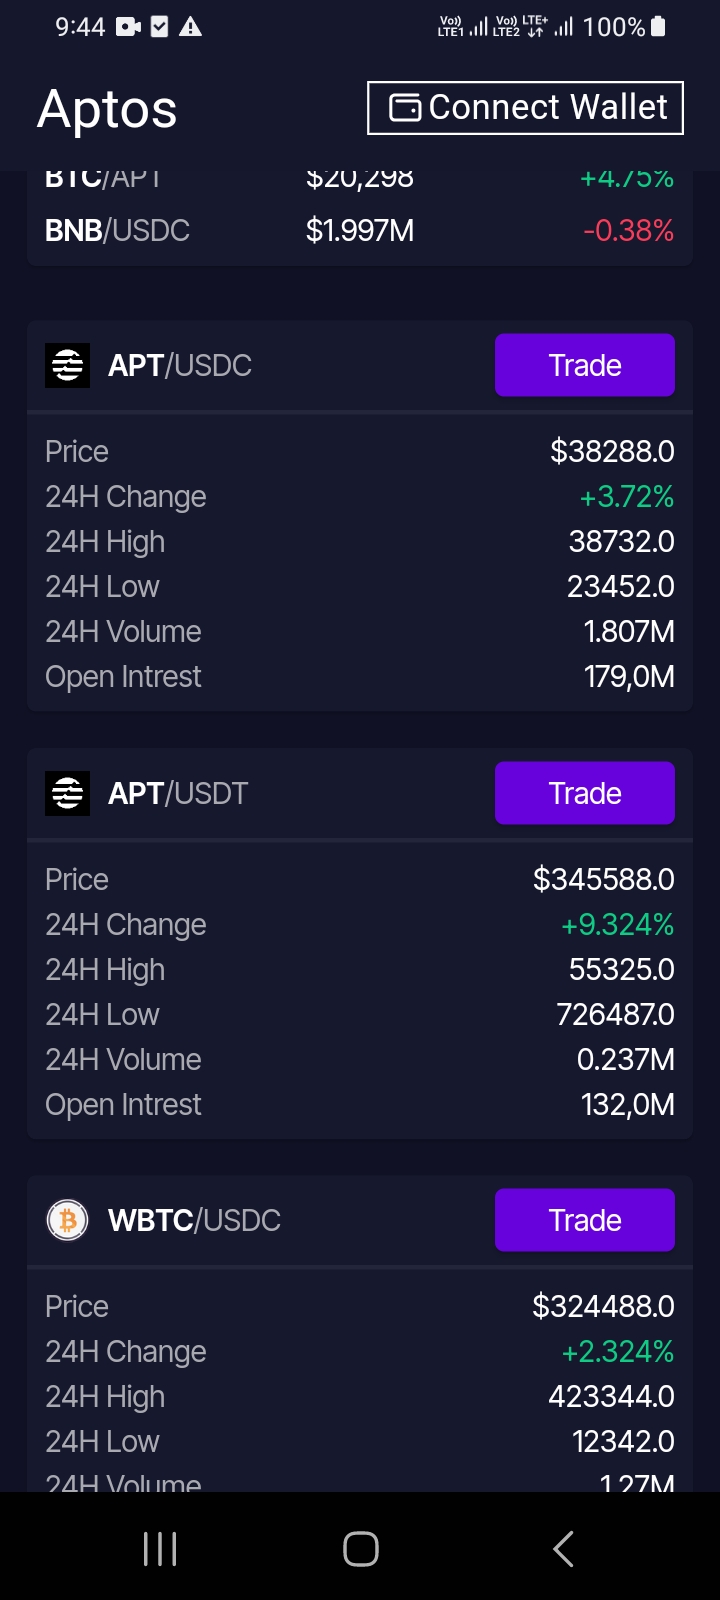 9:44 Vo)) LTE1 Vo)) LTE2 LTE+ 100%
Aptos Connect Wallet
BTC/APT $20,298 +4.75%
BNB/USDC $1.997M -0.38%
APT/USDC Trade
Price $38288.0
24H Change +3.72%
24H High 38732.0
24H Low 23452.0
24H Volume 1.807M
Open Intrest 179,0M
APT/USDT Trade
Price $345588.0
24H Change +9.324%
24H High 55325.0
24H Low 726487.0
24H Volume 0.237M
Open Intrest 132,0M
WBTC/USDC Trade
Price $324488.0
24H Change +2.324%
24H High 423344.0
24H Low 12342.0
24H Volume 1.27M